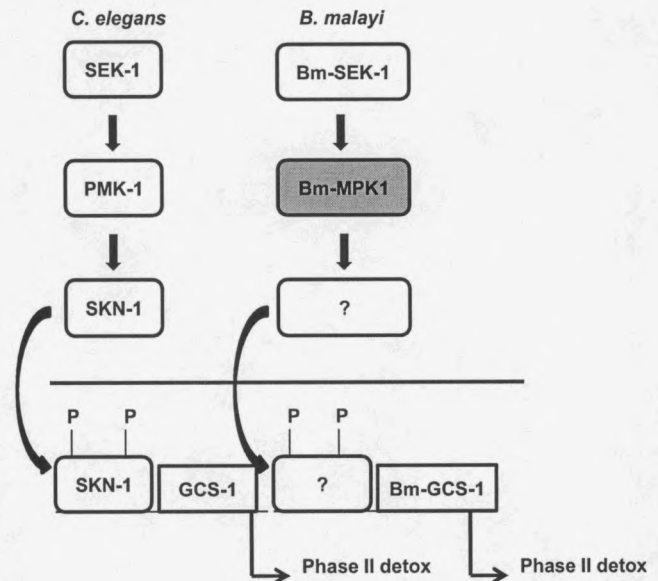 C. elegans B. malayi
SEK-1 Bm-SEK-1
PMK-1 Bm-MPK1
SKN-1 ?
P P P P
SKN-1 GCS-1 ? Bm-GCS-1
Phase II detox Phase II detox